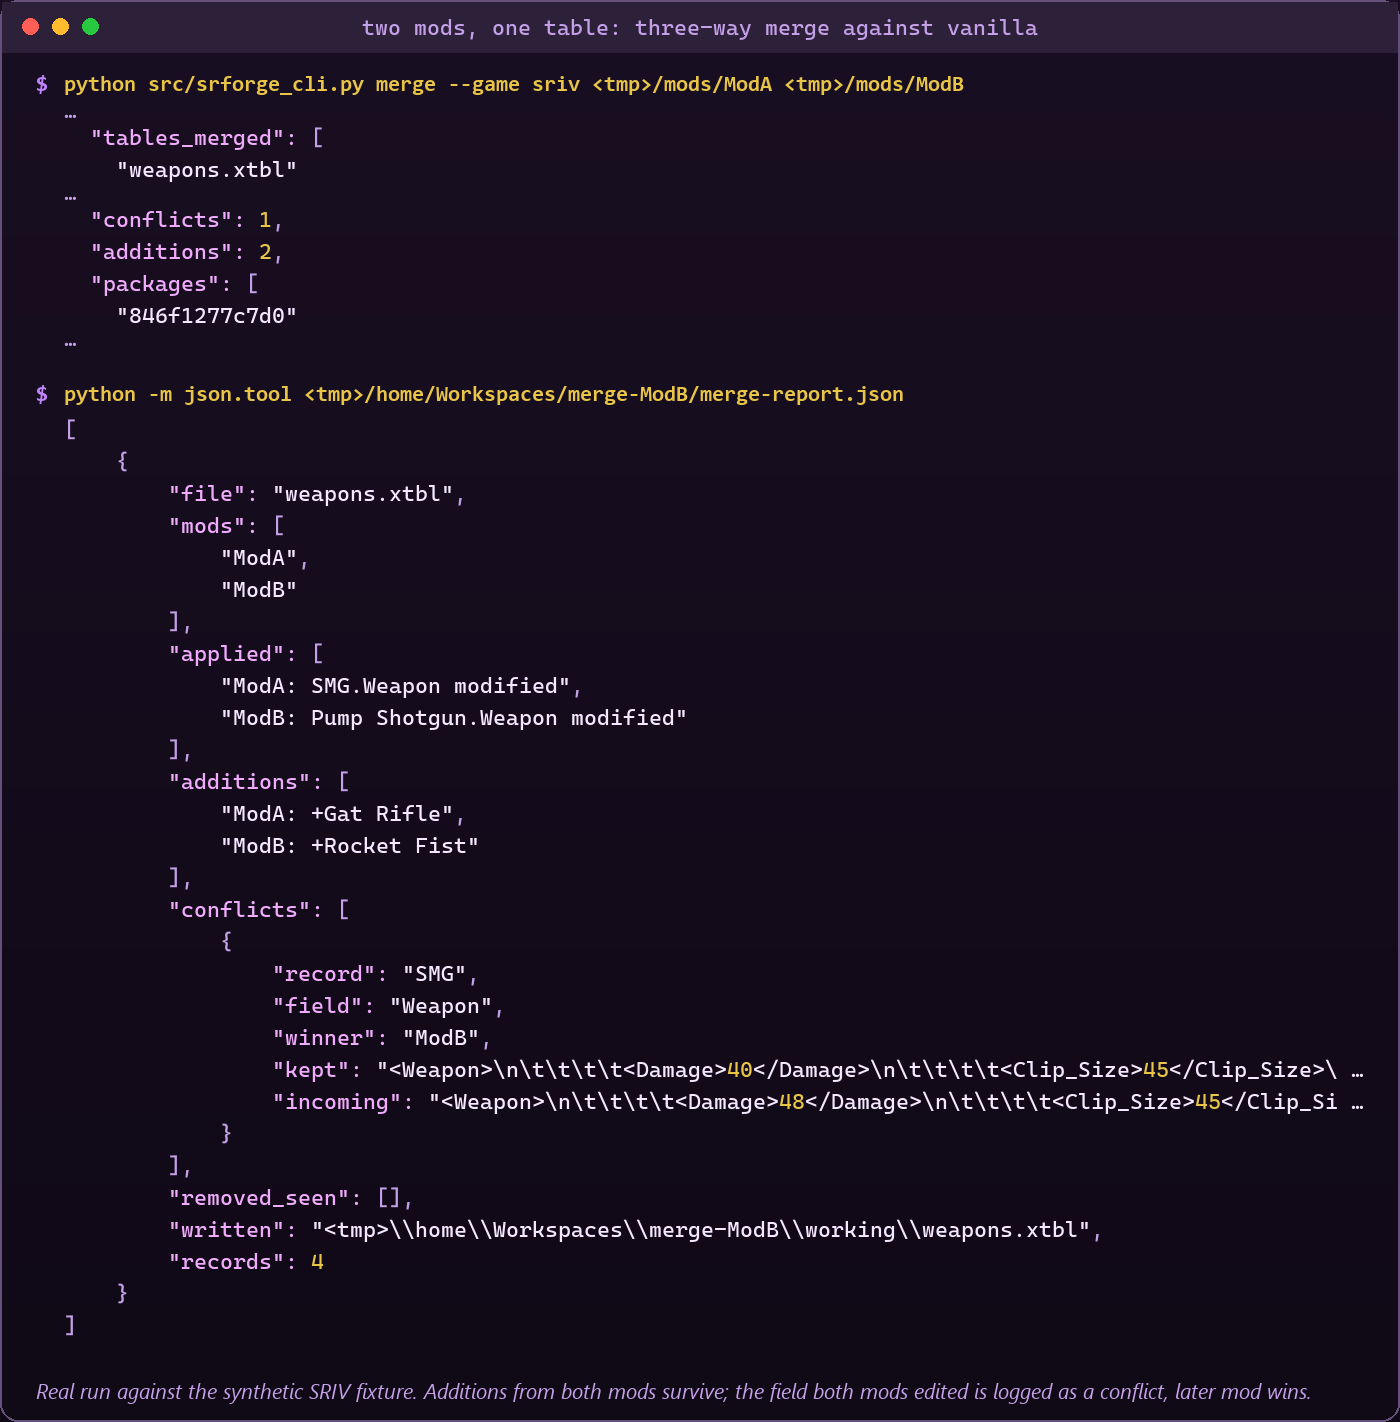 two mods, one table: three-way merge against vanilla
$ python src/srforge_cli.py merge --game sriv <tmp>/mods/ModA <tmp>/mods/ModB
…
"tables_merged": [
"weapons.xtbl"
…
"conflicts": 1,
"additions": 2,
"packages": [
"846f1277c7d0"
…
$ python -m json.tool <tmp>/home/Workspaces/merge-ModB/merge-report.json
[
{
"file": "weapons.xtbl",
"mods": [
"ModA",
"ModB"
],
"applied": [
"ModA: SMG.Weapon modified",
"ModB: Pump Shotgun.Weapon modified"
],
"additions": [
"ModA: +Gat Rifle",
"ModB: +Rocket Fist"
],
"conflicts": [
{
"record": "SMG",
"field": "Weapon",
"winner": "ModB",
"kept": "<Weapon>\n\t\t\t\t<Damage>40</Damage>\n\t\t\t\t<Clip_Size>45</Clip_Size>\ …
"incoming": "<Weapon>\n\t\t\t\t<Damage>48</Damage>\n\t\t\t\t<Clip_Size>45</Clip_Si …
}
],
"removed_seen": [],
"written": "<tmp>\\home\\Workspaces\\merge-ModB\\working\\weapons.xtbl",
"records": 4
}
]
Real run against the synthetic SRIV fixture. Additions from both mods survive; the field both mods edited is logged as a conflict, later mod wins.